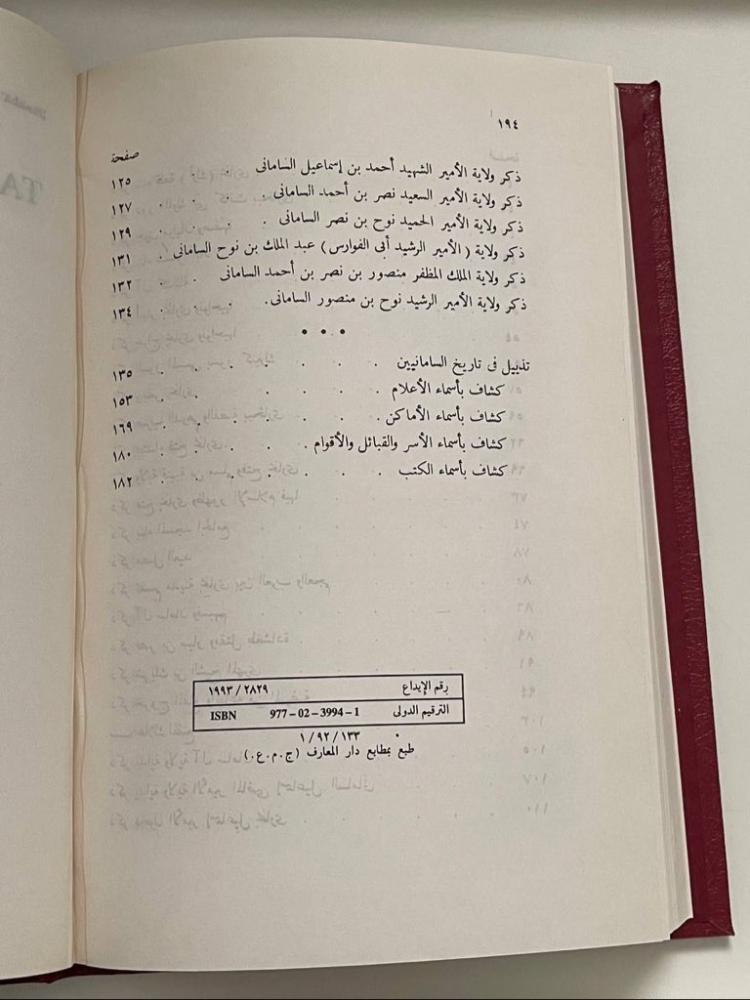 ١٩٤
صفحة
ذكر ولاية الأمير الشهيد أحمد بن إسماعيل السامانى ١٢٥
ذكر ولاية الأمير السعيد نصر بن أحمد السامانى . . . ١٢٧
ذكر ولاية الأمير الحميد نوح بن نصر السامانى . . . ١٢٩
ذكر ولاية ( الأمير الرشيد أبى الفوارس ) عبد الملك بن نوح السامانى ١٣١
ذكر ولاية الملك المظفر منصور بن نصر بن أحمد السامانى . . ١٣٢
ذكر ولاية الأمير الرشيد نوح بن منصور السامانى . . . ١٣٤
• • •
تذييل فى تاريخ السامانيين . . . . . . ١٣٥
كشاف بأسماء الأعلام . . . . . . ١٥٣
كشاف بأسماء الأماكن . . . . . . ١٦٩
كشاف بأسماء الأسر والقبائل والأقوام . . . . ١٨٠
كشاف بأسماء الكتب . . . . . . ١٨٢
رقم الإيداع ١٩٩٣ / ٢٨٢٩
الترقيم الدولى ISBN 977-02-3994-1
١ / ٩٢ / ١٣٣
طبع بمطابع دار المعارف (ج.م.ع.)
TA